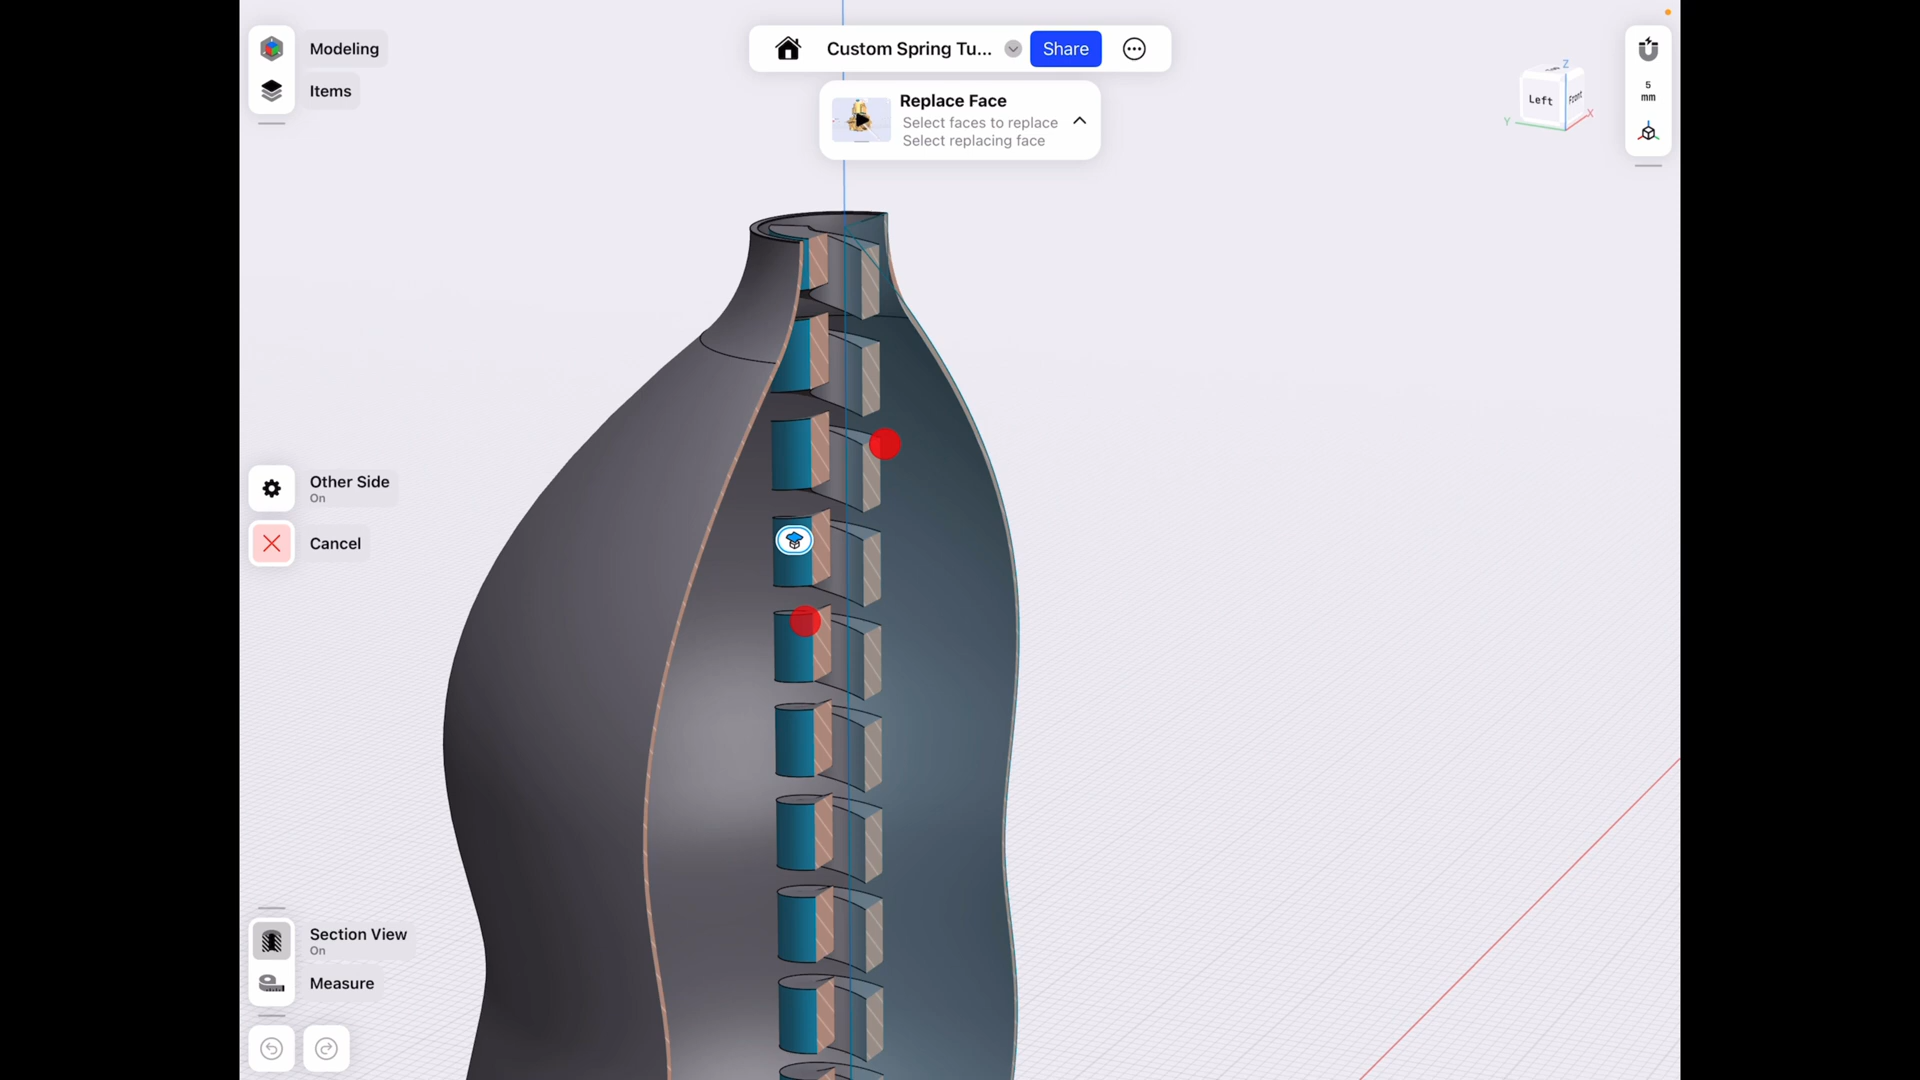 Modeling
Items
Custom Spring Tu...
Share
Replace Face
Select faces to replace
Select replacing face
Z
Left
Front
Y
X
5
mm
Other Side
On
Cancel
Section View
On
Measure